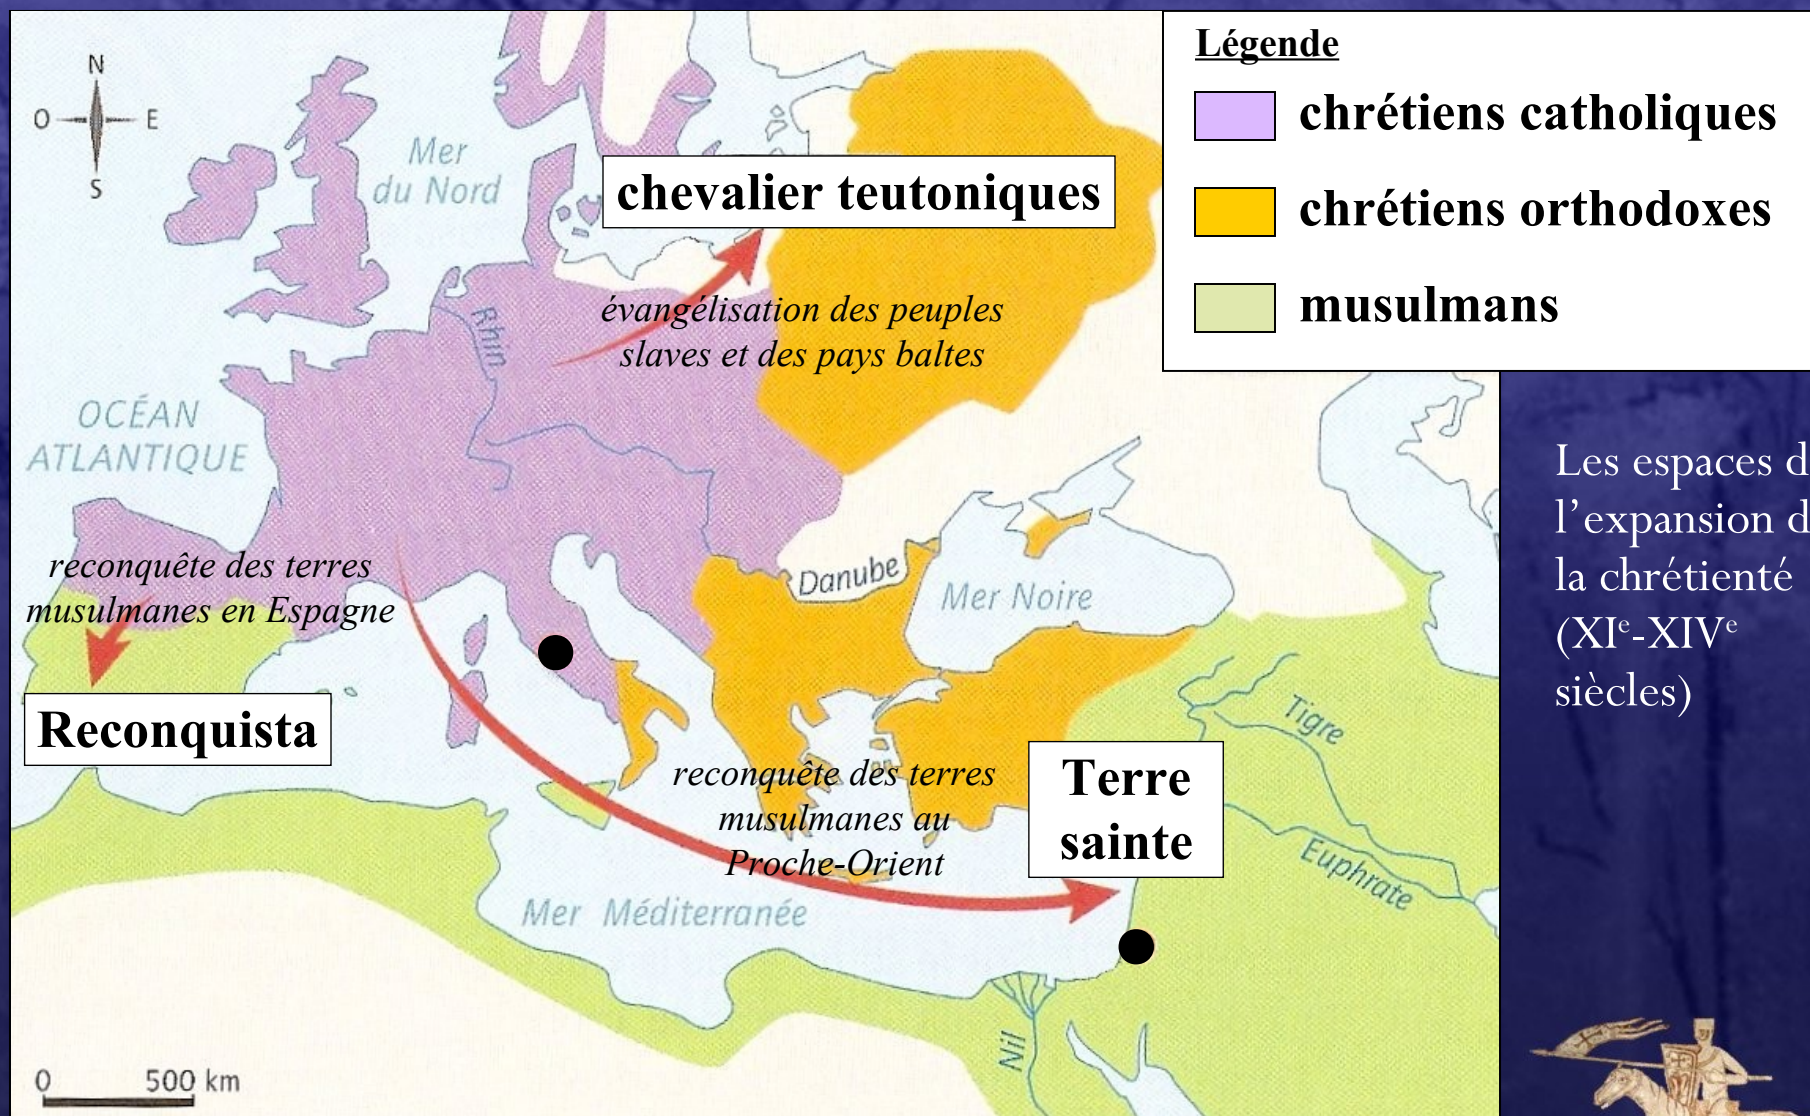 Légende
chrétiens catholiques
chrétiens orthodoxes
musulmans
N
O
E
S
Mer
du Nord
chevalier teutoniques
évangélisation des peuples
slaves et des pays baltes
Rhin
OCÉAN
ATLANTIQUE
reconquête des terres
musulmanes en Espagne
Reconquista
Danube
Mer Noire
Tigre
Euphrate
Terre
sainte
reconquête des terres
musulmanes au
Proche-Orient
Mer Méditerranée
Nil
0 500 km
Les espaces d
l’expansion d
la chrétienté
(XIe-XIVe
siècles)